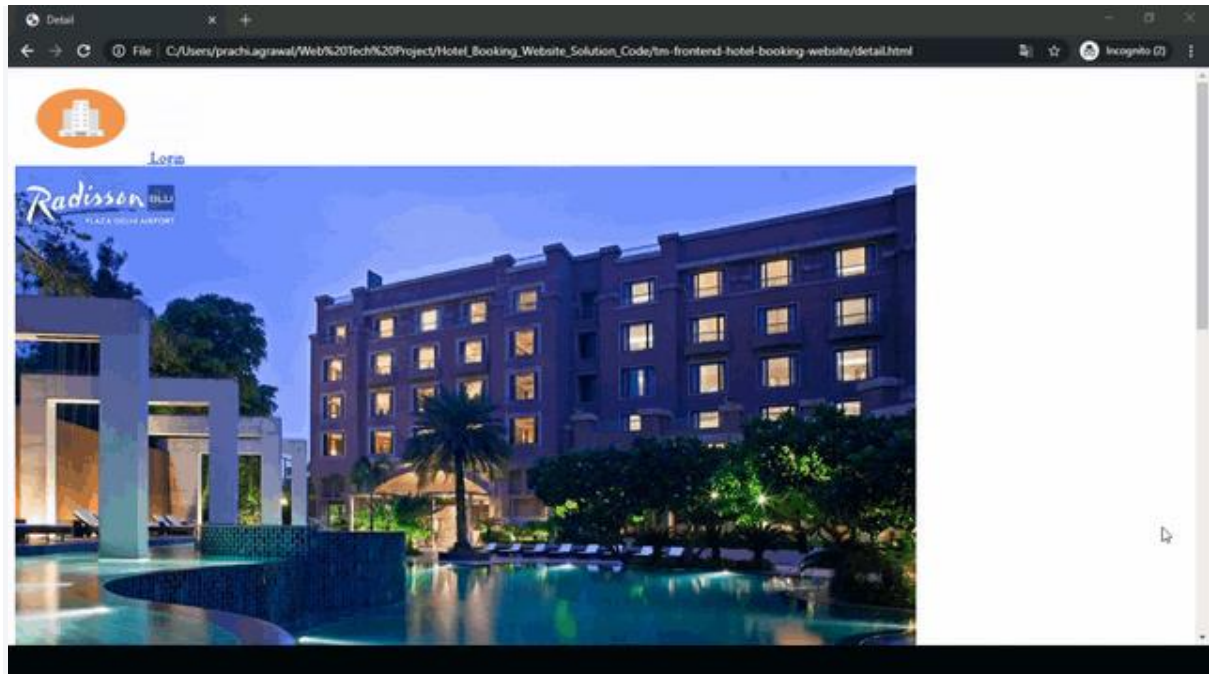 Detail
File C:/Users/prachi.agrawal/Web%20Tech%20Project/Hotel_Booking_Website_Solution_Code/tm-frontend-hotel-booking-website/detail.html
Incognito (2)
Login
Radisson BLU
PLAZA DELHI AIRPORT